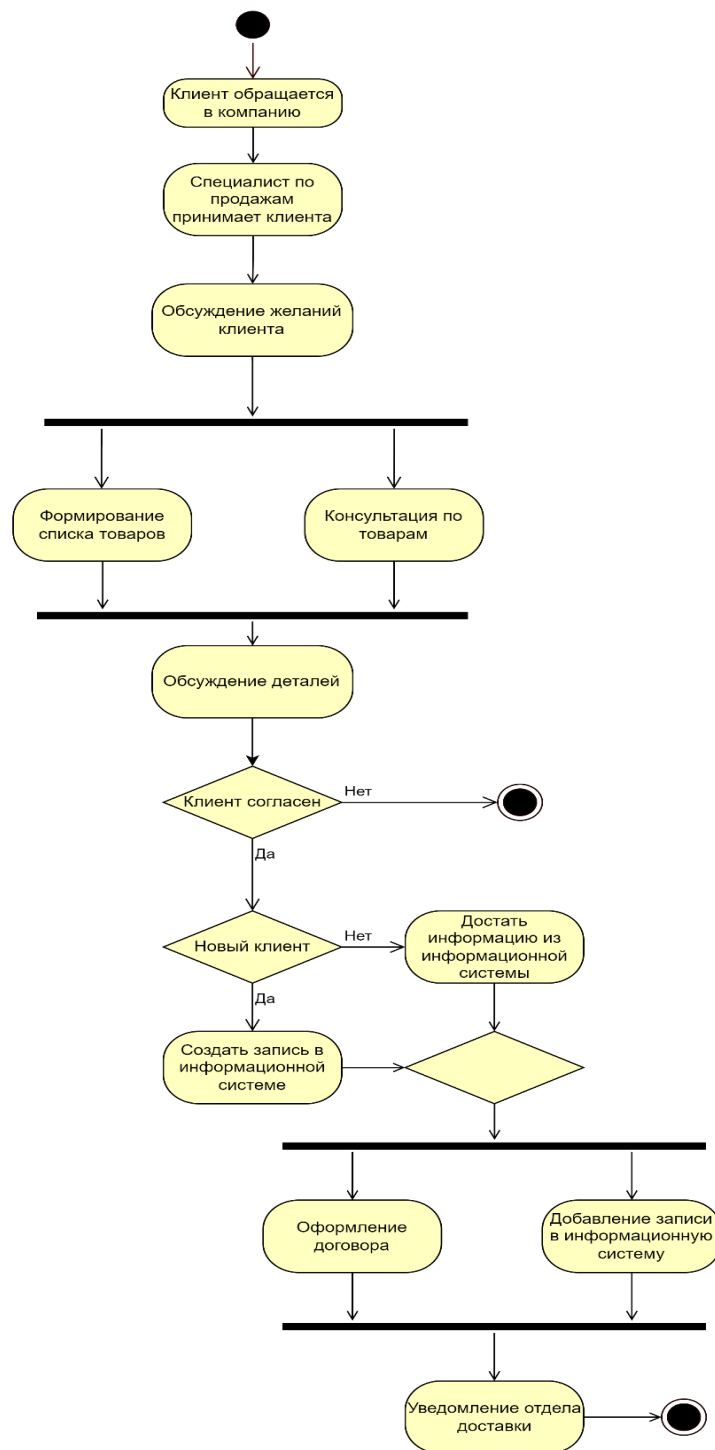 Клиент обращается
в компанию
Специалист по
продажам
принимает клиента
Обсуждение желаний
клиента
Формирование
списка товаров
Консультация по
товарам
Обсуждение деталей
Клиент согласен
Нет
Да
Новый клиент
Нет
Достать
информацию из
информационной
системы
Да
Создать запись в
информационной
системе
Оформление
договора
Добавление записи
в информационную
систему
Уведомление отдела
доставки